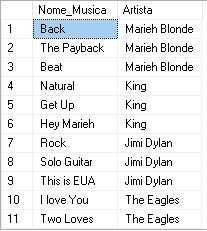 Nome_Musica Artista
1 Back Marieh Blonde
2 The Payback Marieh Blonde
3 Beat Marieh Blonde
4 Natural King
5 Get Up King
6 Hey Marieh King
7 Rock Jimi Dylan
8 Solo Guitar Jimi Dylan
9 This is EUA Jimi Dylan
10 I love You The Eagles
11 Two Loves The Eagles